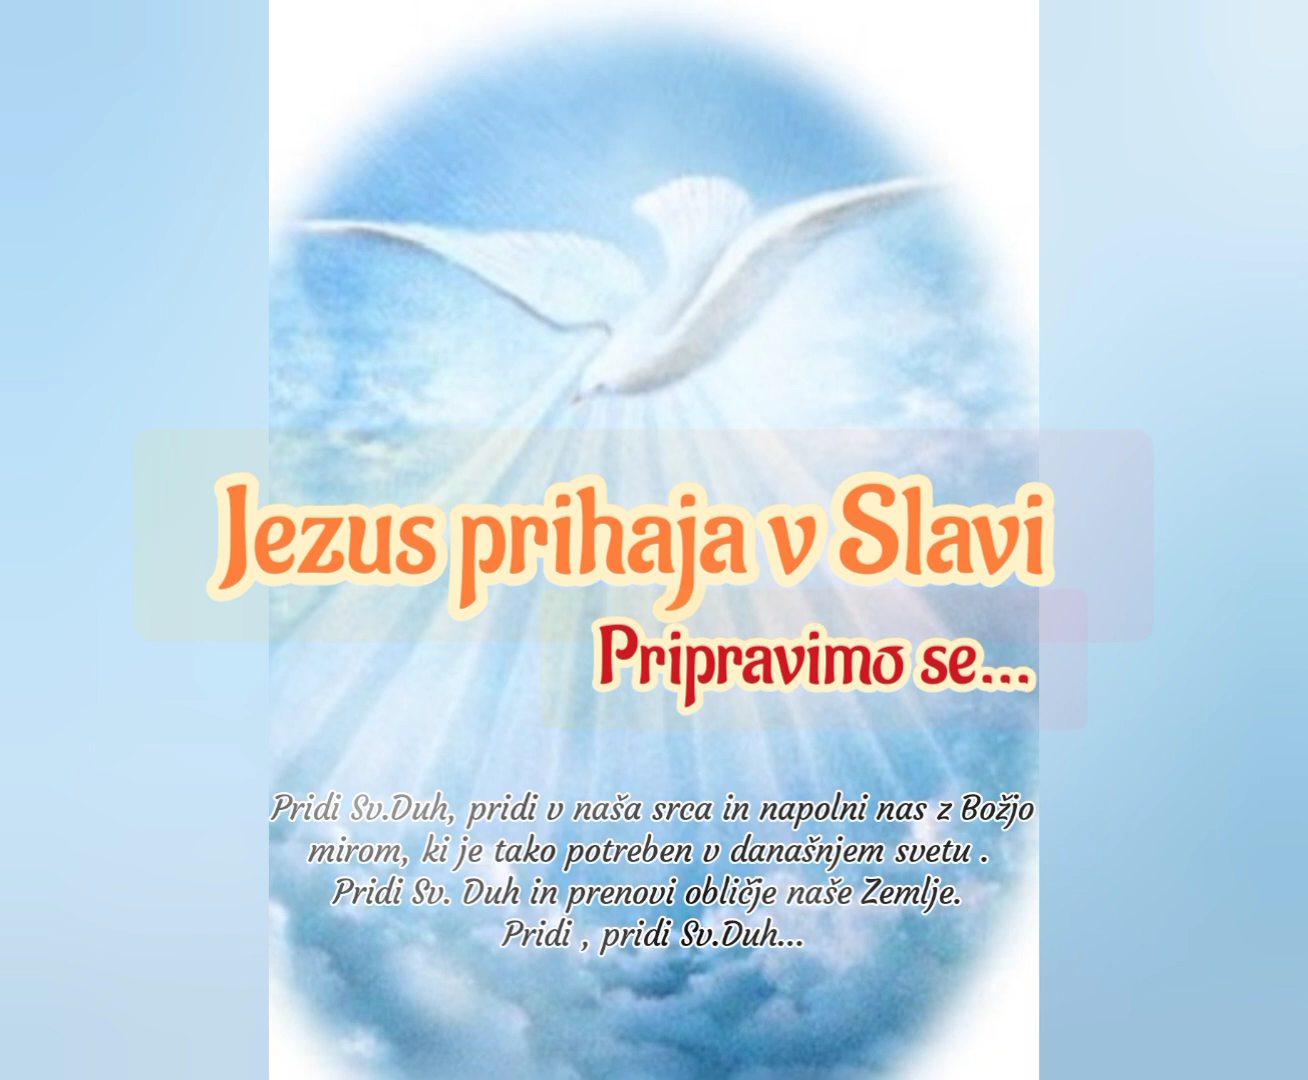 Jezus prihaja v Slavi
Pripravimo se...
Pridi Sv.Duh, pridi v naša srca in napolni nas z Božjo
mirom, ki je tako potreben v današnjem svetu .
Pridi Sv. Duh in prenovi obličje naše Zemlje.
Pridi , pridi Sv.Duh...